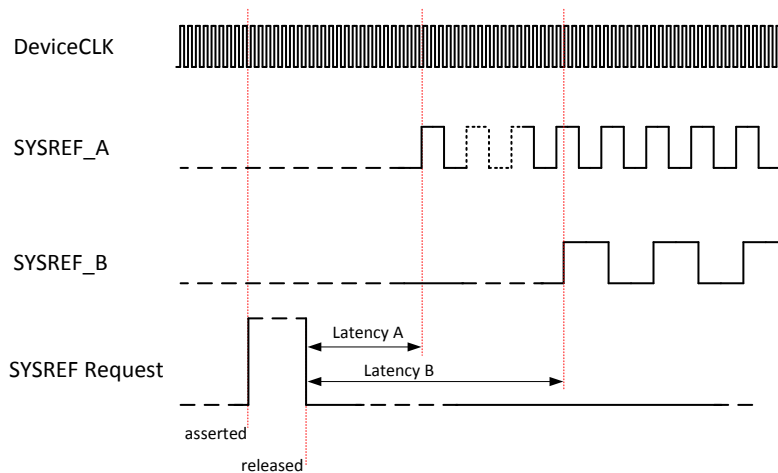 DeviceCLK
SYSREF_A
SYSREF_B
Latency A
SYSREF Request
Latency B
asserted
released